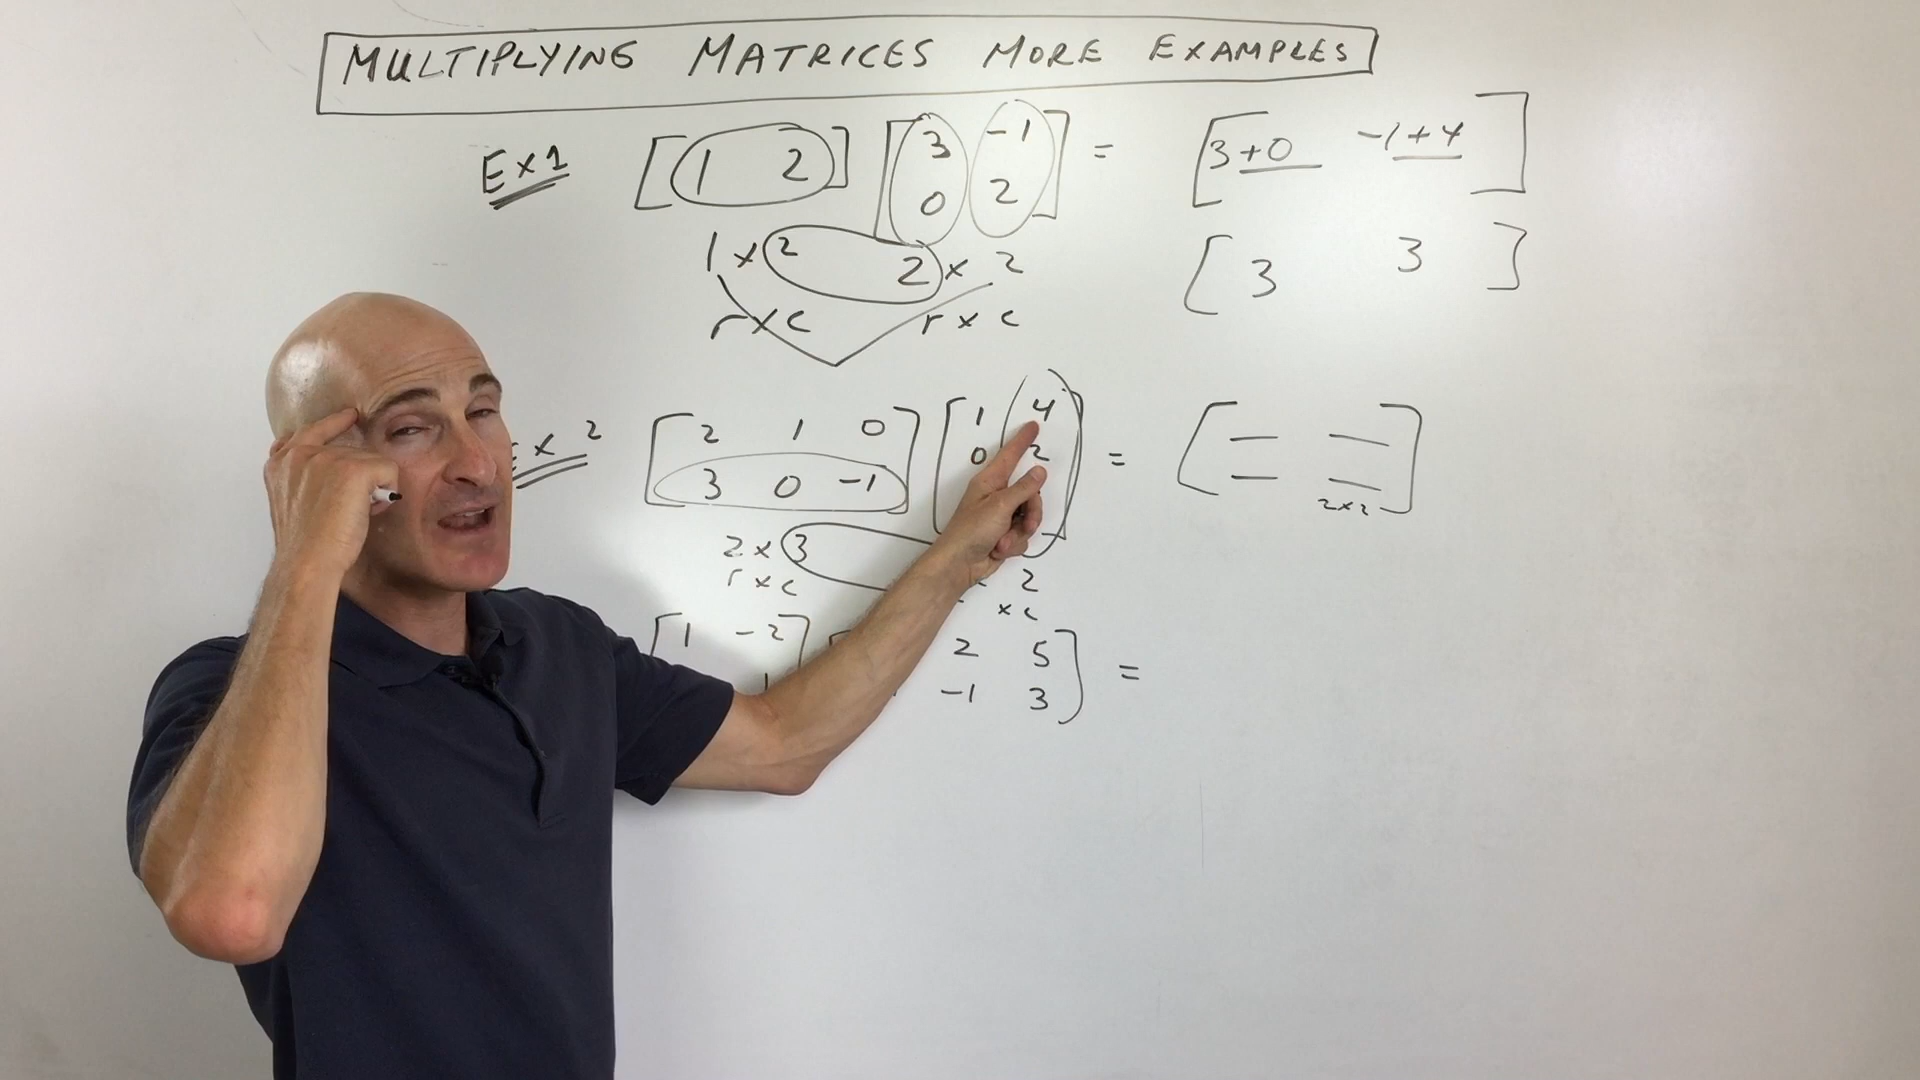 MULTIPLYING MATRICES MORE EXAMPLES
Ex1 [1 2] [3 -1 = [3+0 -1+4]
0 2]
1 x 2 2 x 2 [3 3]
r x c r x c
Ex 2 [2 1 0 [1 4 = [
3 0 -1] 0 2 2x2]
2 x 3 2
r x c x c
[1 -2] 2 5 =
1 -1 3]